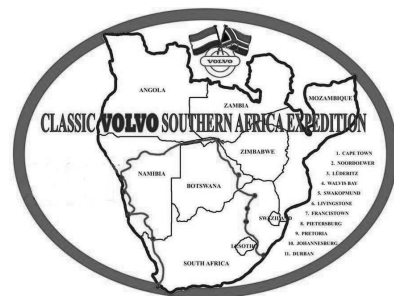 VOLVO
ANGOLA
ZAMBIA
MOZAMBIQUE
CLASSIC VOLVO SOUTHERN AFRICA EXPEDITION
ZIMBABWE
NAMIBIA
BOTSWANA
SWAZILAND
LESOTHO
SOUTH AFRICA
1. CAPE TOWN
2. NOORDOEWER
3. LÜDERITZ
4. WALVIS BAY
5. SWAKOPMUND
6. LIVINGSTONE
7. FRANCISTOWN
8. PIETERSBURG
9. PRETORIA
10. JOHANNESBURG
11. DURBAN